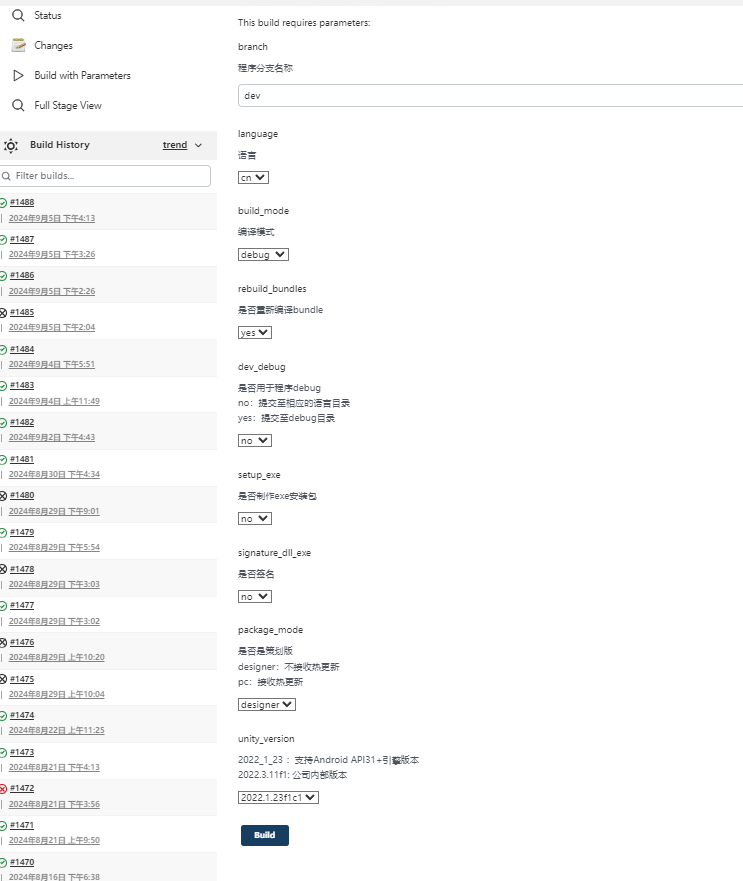 Status
Changes
Build with Parameters
Full Stage View
Build History
trend
Filter builds...
#1488
2024年9月5日 下午4:13
#1487
2024年9月5日 下午3:26
#1486
2024年9月5日 下午2:26
#1485
2024年9月5日 下午2:04
#1484
2024年9月4日 下午5:51
#1483
2024年9月4日 上午11:49
#1482
2024年9月2日 下午4:43
#1481
2024年8月30日 下午4:34
#1480
2024年8月29日 下午9:01
#1479
2024年8月29日 下午5:54
#1478
2024年8月29日 下午3:03
#1477
2024年8月29日 下午3:02
#1476
2024年8月29日 上午10:20
#1475
2024年8月29日 上午10:04
#1474
2024年8月22日 上午11:25
#1473
2024年8月21日 下午4:13
#1472
2024年8月21日 下午3:56
#1471
2024年8月21日 上午9:50
#1470
2024年8月16日 下午6:38
This build requires parameters:
branch
程序分支名称
dev
language
语言
cn
build_mode
编译模式
debug
rebuild_bundles
是否重新编译bundle
yes
dev_debug
是否用于程序debug
no：提交至相应的语言目录
yes：提交至debug目录
no
setup_exe
是否制作exe安装包
no
signature_dll_exe
是否签名
no
package_mode
是否是策划版
designer：不接收热更新
pc：接收热更新
designer
unity_version
2022_1_23 ：支持Android API31+引擎版本
2022.3.11f1: 公司内部版本
2022.1.23f1c1
Build